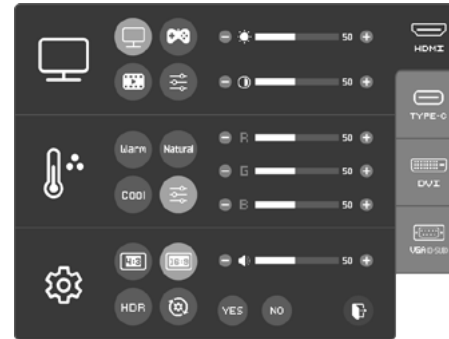 50
HDMI
50
TYPE-C
R 50
Warm Natural
G 50
DVI
COOl
B 50
VGA(D-SUB)
4:3 16:9
50
HDR YES NO